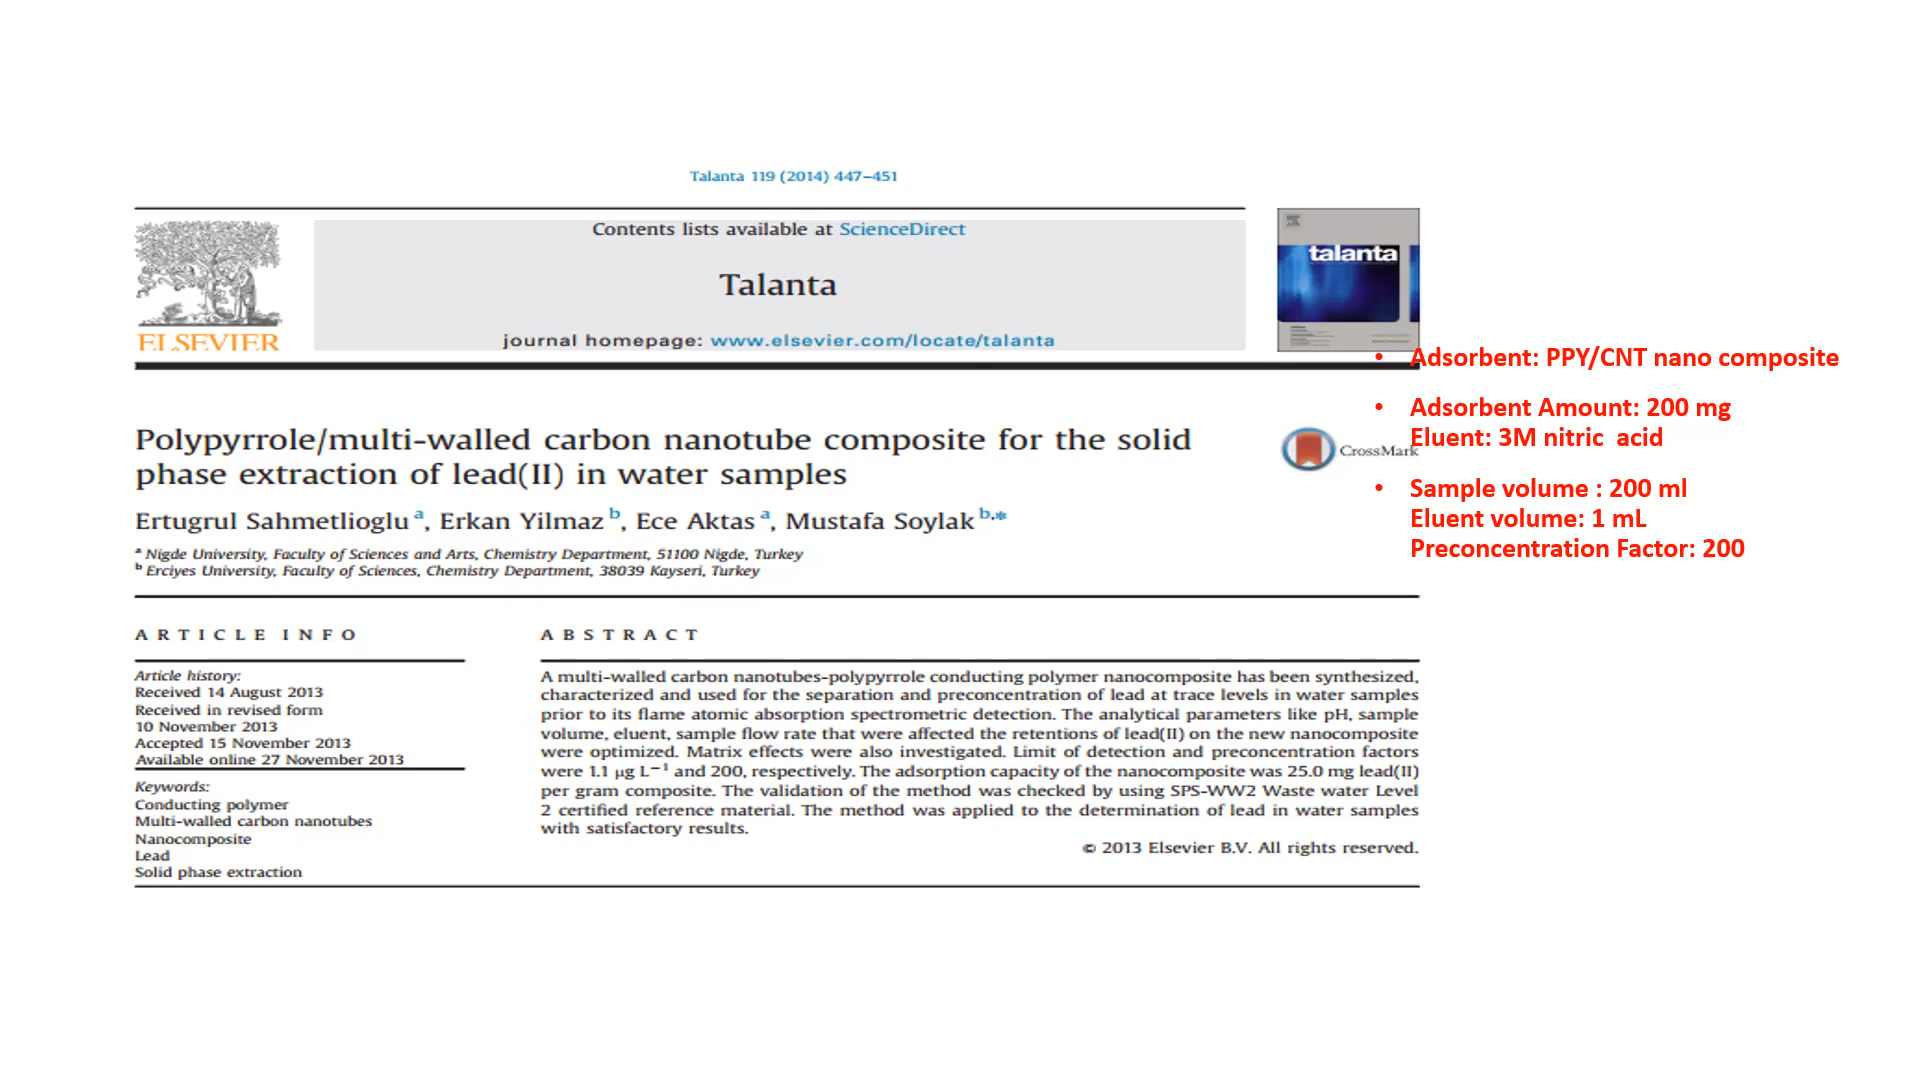 Talanta 119 (2014) 447–451
Contents lists available at ScienceDirect
Talanta
journal homepage: www.elsevier.com/locate/talanta
ELSEVIER
talanta
Polypyrrole/multi-walled carbon nanotube composite for the solid
phase extraction of lead(II) in water samples
CrossMark
Ertugrul Sahmetlioglu a, Erkan Yilmaz b, Ece Aktas a, Mustafa Soylak b,*
a Nigde University, Faculty of Sciences and Arts, Chemistry Department, 51100 Nigde, Turkey
b Erciyes University, Faculty of Sciences, Chemistry Department, 38039 Kayseri, Turkey
ARTICLE INFO
Article history:
Received 14 August 2013
Received in revised form
10 November 2013
Accepted 15 November 2013
Available online 27 November 2013
Keywords:
Conducting polymer
Multi-walled carbon nanotubes
Nanocomposite
Lead
Solid phase extraction
ABSTRACT
A multi-walled carbon nanotubes-polypyrrole conducting polymer nanocomposite has been synthesized,
characterized and used for the separation and preconcentration of lead at trace levels in water samples
prior to its flame atomic absorption spectrometric detection. The analytical parameters like pH, sample
volume, eluent, sample flow rate that were affected the retentions of lead(II) on the new nanocomposite
were optimized. Matrix effects were also investigated. Limit of detection and preconcentration factors
were 1.1 μg L−1 and 200, respectively. The adsorption capacity of the nanocomposite was 25.0 mg lead(II)
per gram composite. The validation of the method was checked by using SPS-WW2 Waste water Level
2 certified reference material. The method was applied to the determination of lead in water samples
with satisfactory results.
© 2013 Elsevier B.V. All rights reserved.
• Adsorbent: PPY/CNT nano composite
• Adsorbent Amount: 200 mg
Eluent: 3M nitric acid
• Sample volume : 200 ml
Eluent volume: 1 mL
Preconcentration Factor: 200